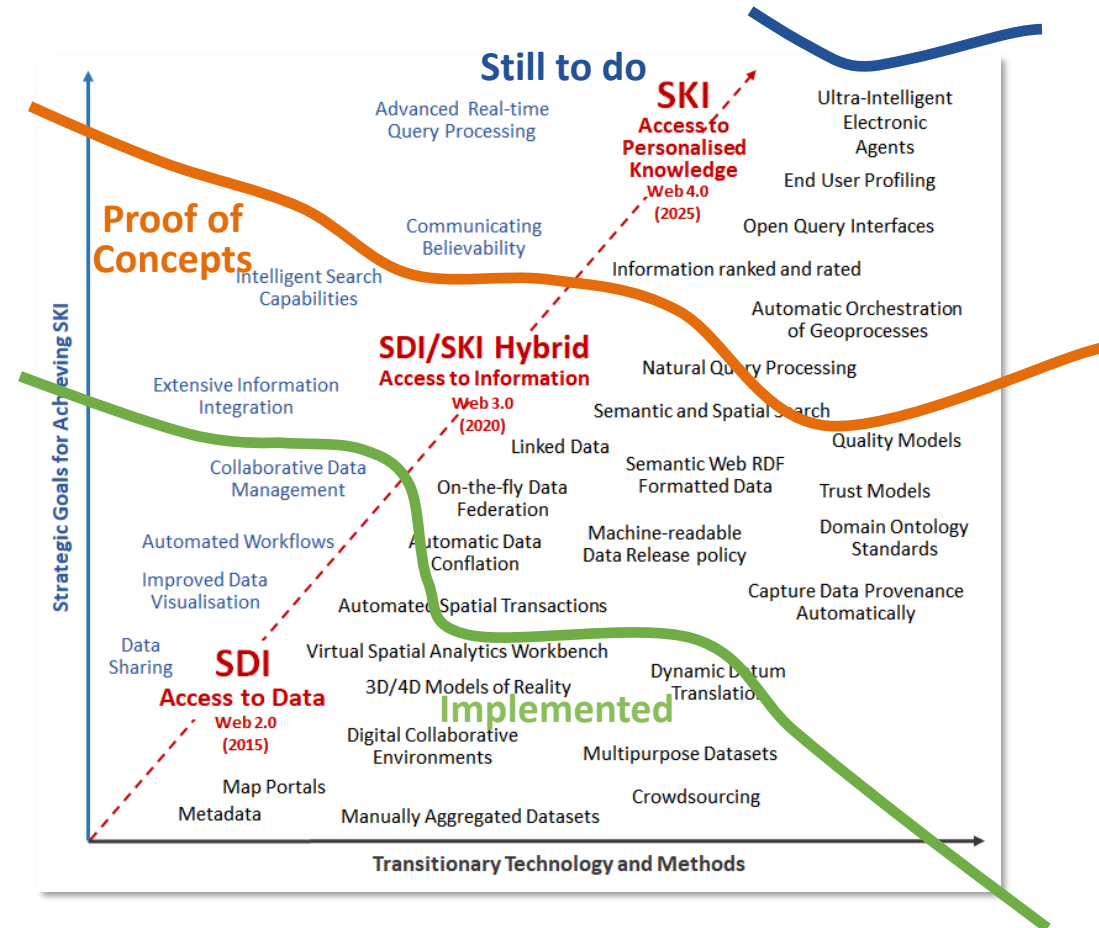 Still to do
SKI
Access to
Personalised
Knowledge
Web 4.0
(2025)
Advanced Real-time
Query Processing
Ultra-Intelligent
Electronic
Agents
End User Profiling
Proof of
Concepts
Communicating
Believability
Open Query Interfaces
Intelligent Search
Capabilities
Information ranked and rated
Automatic Orchestration
of Geoprocesses
SDI/SKI Hybrid
Access to Information
Web 3.0
(2020)
Natural Query Processing
Extensive Information
Integration
Semantic and Spatial Search
Linked Data
Quality Models
Collaborative Data
Management
Semantic Web RDF
Formatted Data
On-the-fly Data
Federation
Trust Models
Automated Workflows
Automatic Data
Conflation
Machine-readable
Data Release policy
Domain Ontology
Standards
Improved Data
Visualisation
Automated Spatial Transactions
Capture Data Provenance
Automatically
Data
Sharing
SDI
Access to Data
Web 2.0
(2015)
Virtual Spatial Analytics Workbench
3D/4D Models of Reality
Dynamic Datum
Translation
Implemented
Digital Collaborative
Environments
Multipurpose Datasets
Map Portals
Metadata
Crowdsourcing
Manually Aggregated Datasets
Strategic Goals for Achieving SKI
Transitionary Technology and Methods